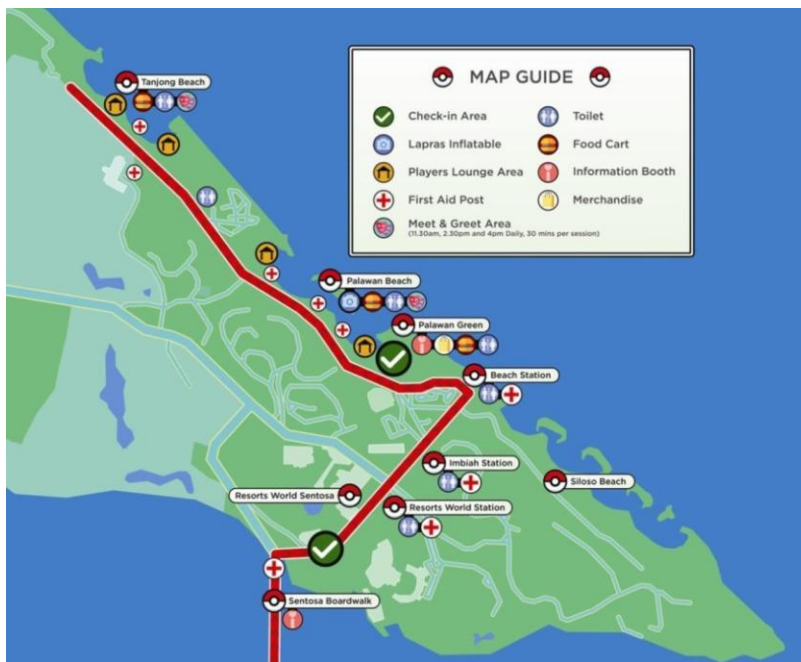 MAP GUIDE
Check-in Area
Toilet
Lapras Inflatable
Food Cart
Players Lounge Area
Information Booth
First Aid Post
Merchandise
Meet & Greet Area
(11.30am, 2.30pm and 4pm Daily, 30 mins per session)
Tanjong Beach
Palawan Beach
Palawan Green
Beach Station
Imbiah Station
Siloso Beach
Resorts World Sentosa
Resorts World Station
Sentosa Boardwalk